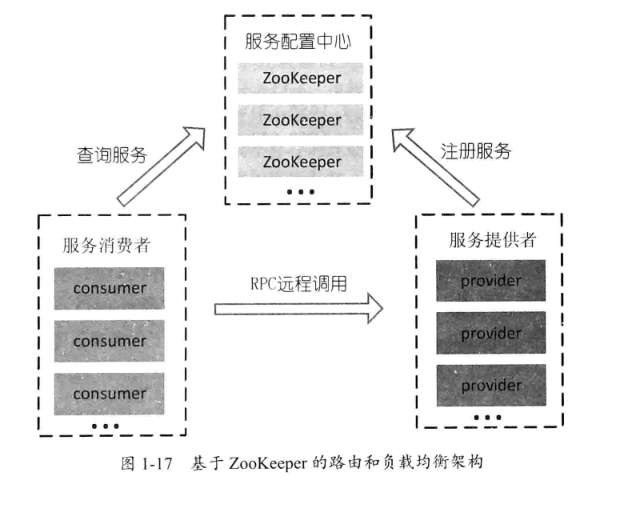 服务配置中心
ZooKeeper
ZooKeeper
ZooKeeper
•••
查询服务
注册服务
服务消费者
consumer
consumer
consumer
•••
RPC远程调用
服务提供者
provider
provider
provider
•••
图 1-17 基于 ZooKeeper 的路由和负载均衡架构